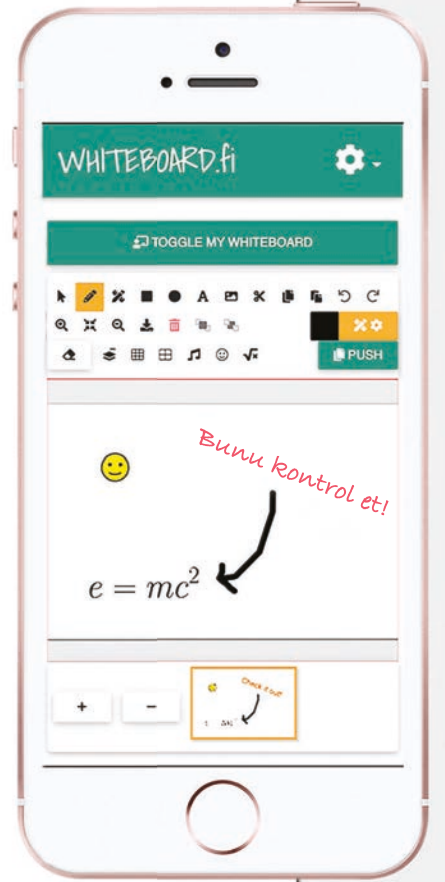 WHITEBOARD.fi
TOGGLE MY WHITEBOARD
A
PUSH
Bunu kontrol et!
e = mc²
+ −
Check it out!